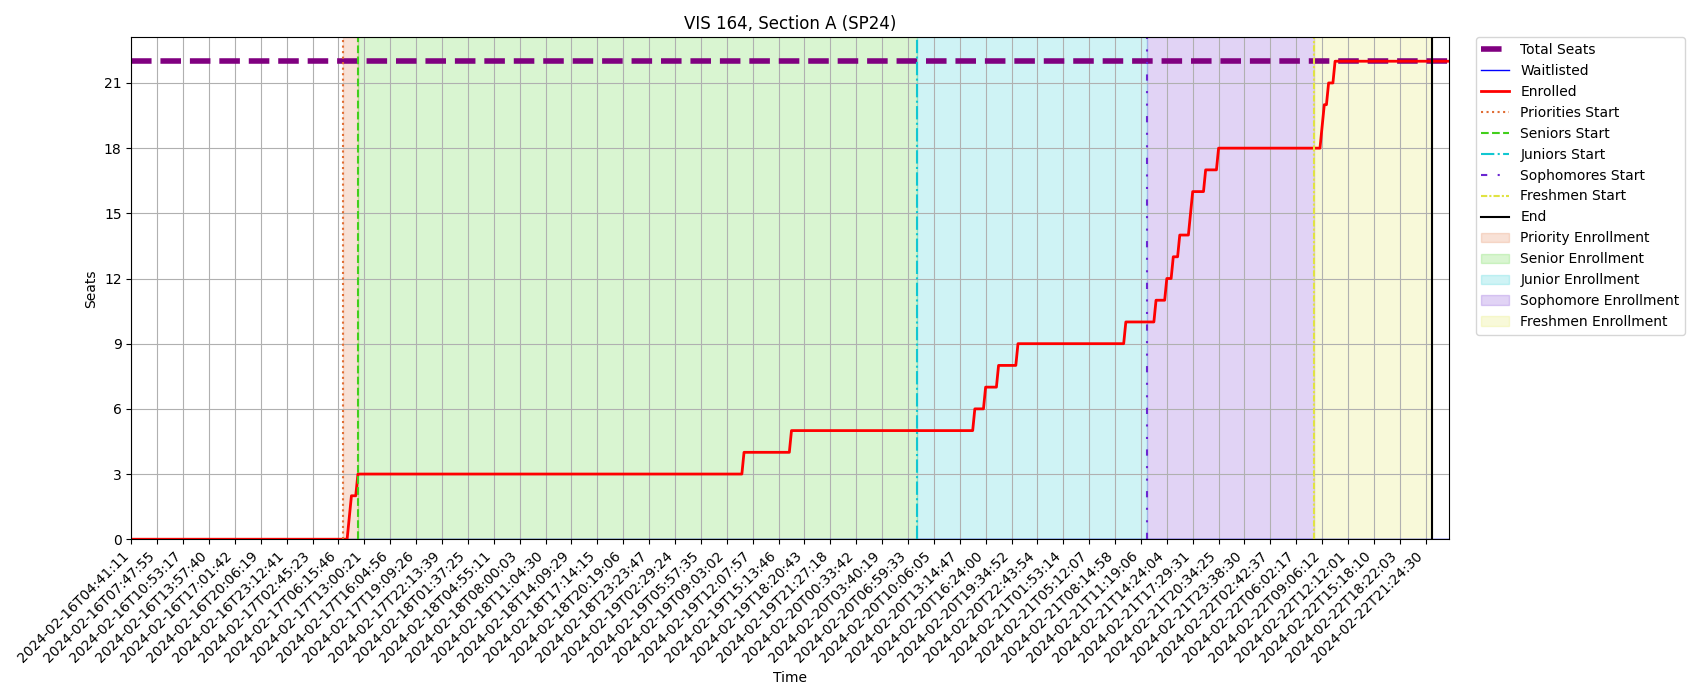 VIS 164, Section A (SP24)
Seats
21
18
15
12
9
6
3
0
2024-02-16T04:41:11
2024-02-16T07:47:55
2024-02-16T10:53:17
2024-02-16T13:57:40
2024-02-16T17:01:42
2024-02-16T20:06:19
2024-02-16T23:12:41
2024-02-17T02:45:23
2024-02-17T06:15:46
2024-02-17T13:00:21
2024-02-17T16:04:56
2024-02-17T19:09:26
2024-02-17T22:13:39
2024-02-18T01:37:25
2024-02-18T04:55:11
2024-02-18T08:00:03
2024-02-18T11:04:30
2024-02-18T14:09:29
2024-02-18T17:14:15
2024-02-18T20:19:06
2024-02-18T23:23:47
2024-02-19T02:29:24
2024-02-19T05:57:35
2024-02-19T09:03:02
2024-02-19T12:07:57
2024-02-19T15:13:46
2024-02-19T18:20:43
2024-02-19T21:27:18
2024-02-20T00:33:42
2024-02-20T03:40:19
2024-02-20T06:59:33
2024-02-20T10:06:05
2024-02-20T13:14:47
2024-02-20T16:24:00
2024-02-20T19:34:52
2024-02-20T22:43:54
2024-02-21T01:53:14
2024-02-21T05:12:07
2024-02-21T08:14:58
2024-02-21T11:19:06
2024-02-21T14:24:04
2024-02-21T17:29:31
2024-02-21T20:34:25
2024-02-21T23:38:30
2024-02-22T02:42:37
2024-02-22T06:02:17
2024-02-22T09:06:12
2024-02-22T12:12:01
2024-02-22T15:18:10
2024-02-22T18:22:03
2024-02-22T21:24:30
Time
Total Seats
Waitlisted
Enrolled
Priorities Start
Seniors Start
Juniors Start
Sophomores Start
Freshmen Start
End
Priority Enrollment
Senior Enrollment
Junior Enrollment
Sophomore Enrollment
Freshmen Enrollment